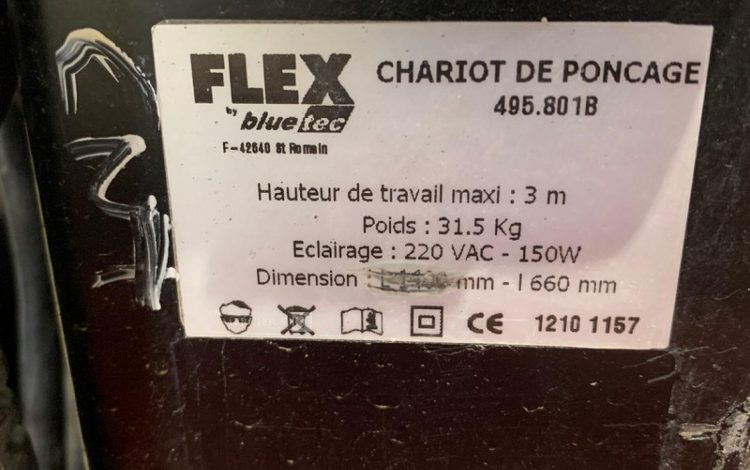 FLEX
by bluetec
F-42640 St Romain
CHARIOT DE PONCAGE
495.801B
Hauteur de travail maxi : 3 m
Poids : 31.5 Kg
Eclairage : 220 VAC - 150W
Dimension : mm - l 660 mm
CE 1210 1157